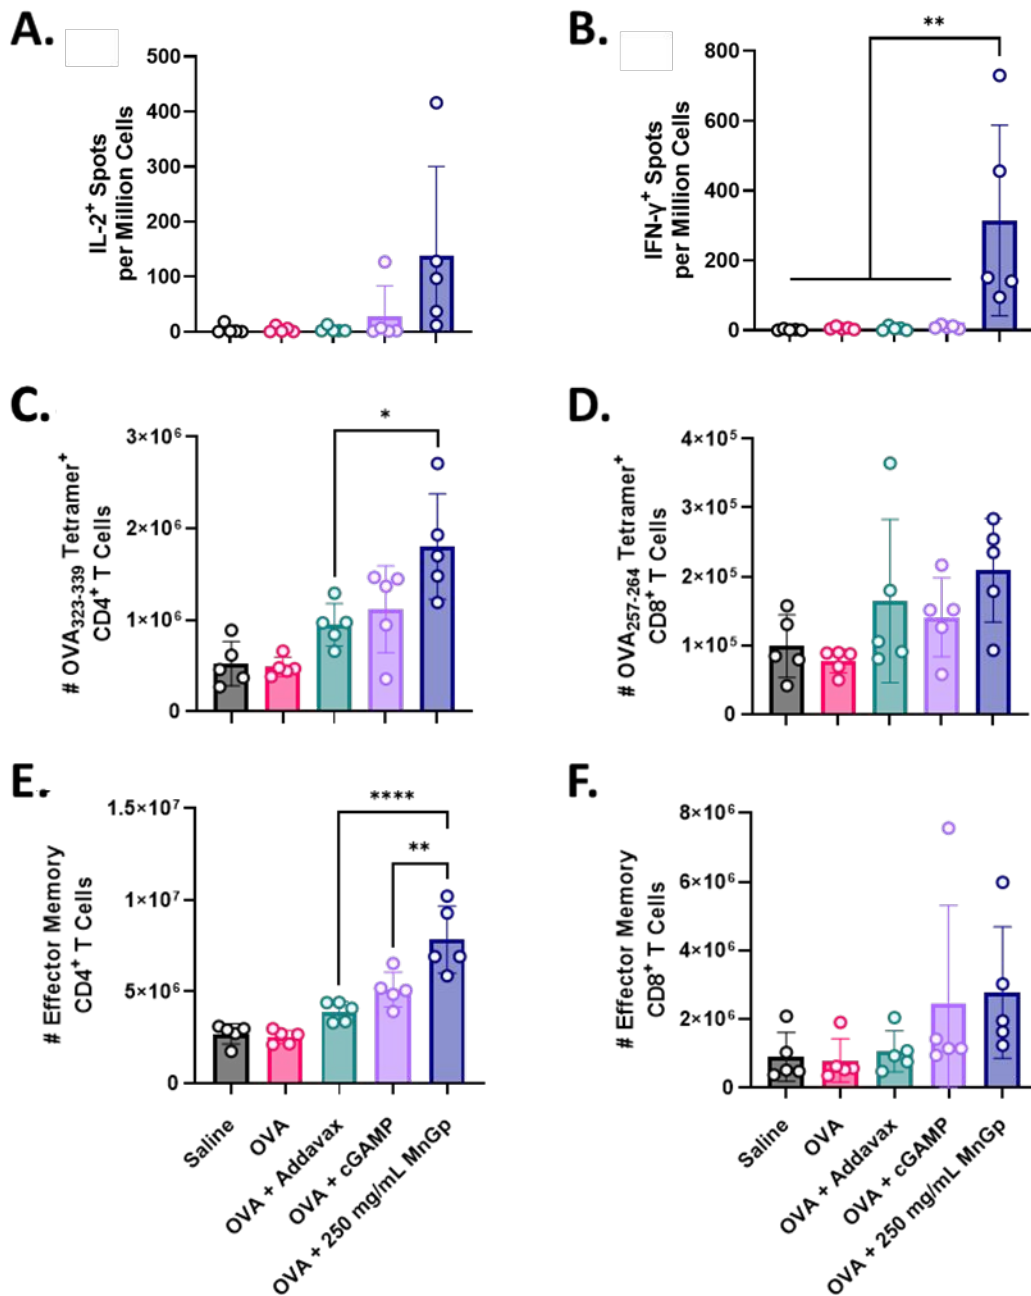 A.
IL-2⁺ Spots
per Million Cells
500
400
300
200
100
0
B.
IFN-γ⁺ Spots
per Million Cells
800
600
400
200
0
**
C.
# OVA₃₂₃₋₃₃₉ Tetramer⁺
CD4⁺ T Cells
3×10⁶
2×10⁶
1×10⁶
0
*
D.
# OVA₂₅₇₋₂₆₄ Tetramer⁺
CD8⁺ T Cells
4×10⁵
3×10⁵
2×10⁵
1×10⁵
0
E.
# Effector Memory
CD4⁺ T Cells
1.5×10⁷
1×10⁷
5×10⁶
0
****
**
Saline
OVA
OVA + Addavax
OVA + cGAMP
OVA + 250 mg/mL MnGp
F.
# Effector Memory
CD8⁺ T Cells
8×10⁶
6×10⁶
4×10⁶
2×10⁶
0
Saline
OVA
OVA + Addavax
OVA + cGAMP
OVA + 250 mg/mL MnGp